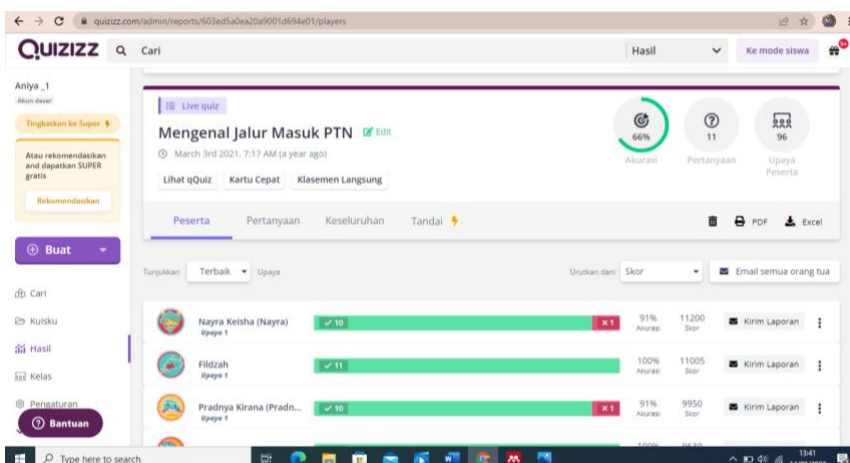 quizizz.com/admin/reports/603ed5a0ea20a9001d694e01/players
QUIZIZZ
Cari
Hasil
Ke mode siswa
Aniya _1
Akun dasar
Tingkatkan ke Super
Atau rekomendasikan
and dapatkan SUPER
gratis
Rekomendasikan
Buat
Cari
Kuisku
Hasil
Kelas
Pengaturan
Bantuan
Live quiz
Mengenal Jalur Masuk PTN Edit
March 3rd 2021, 7:17 AM (a year ago)
Lihat qQuiz Kartu Cepat Klasemen Langsung
66% 11 96
Akurasi Pertanyaan Upaya
Peserta
Peserta Pertanyaan Keseluruhan Tandai PDF Excel
Tunjukkan Terbaik Upaya Urutkan dari: Skor Email semua orang tua
Nayra Keisha (Nayra) 10 1 91% 11200 Kirim Laporan
Upaya 1 Akurasi Skor
Fildzah 11 100% 11005 Kirim Laporan
Upaya 1 Akurasi Skor
Pradnya Kirana (Pradn... 10 1 91% 9950 Kirim Laporan
Upaya 1 Akurasi Skor
Type here to search 13:41